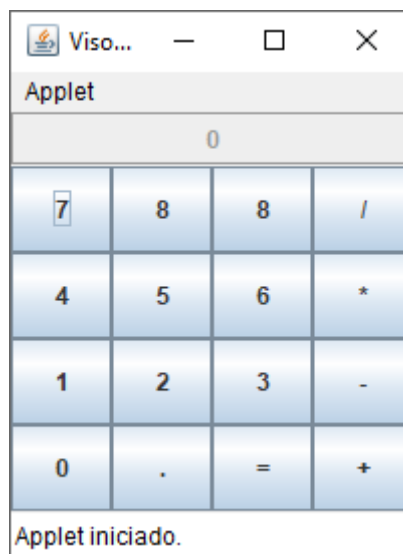 Viso...
Applet
0
7 8 8 /
4 5 6 *
1 2 3 -
0 . = +
Applet iniciado.